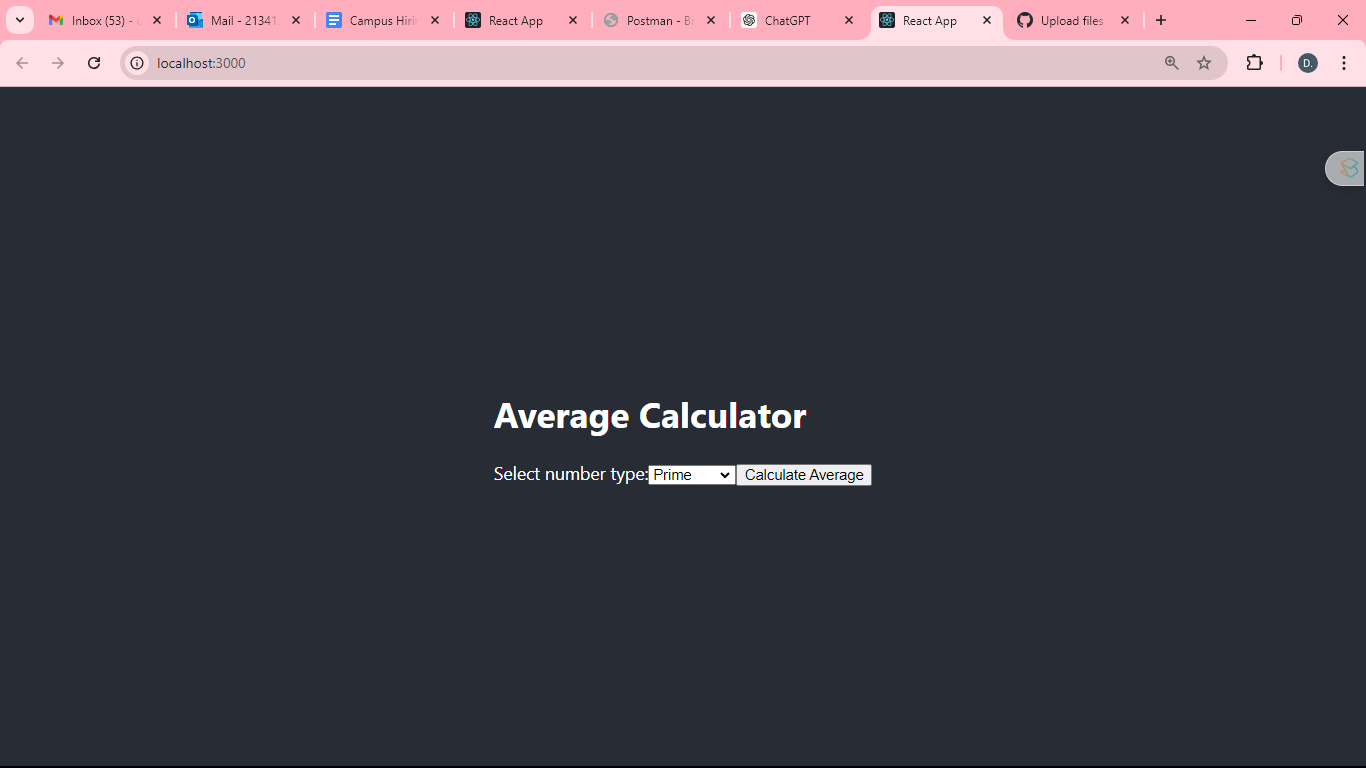 Inbox (53) -
Mail - 21341
Campus Hiri
React App
Postman - B
ChatGPT
React App
Upload files
localhost:3000
D.
Average Calculator
Select number type: Prime Calculate Average